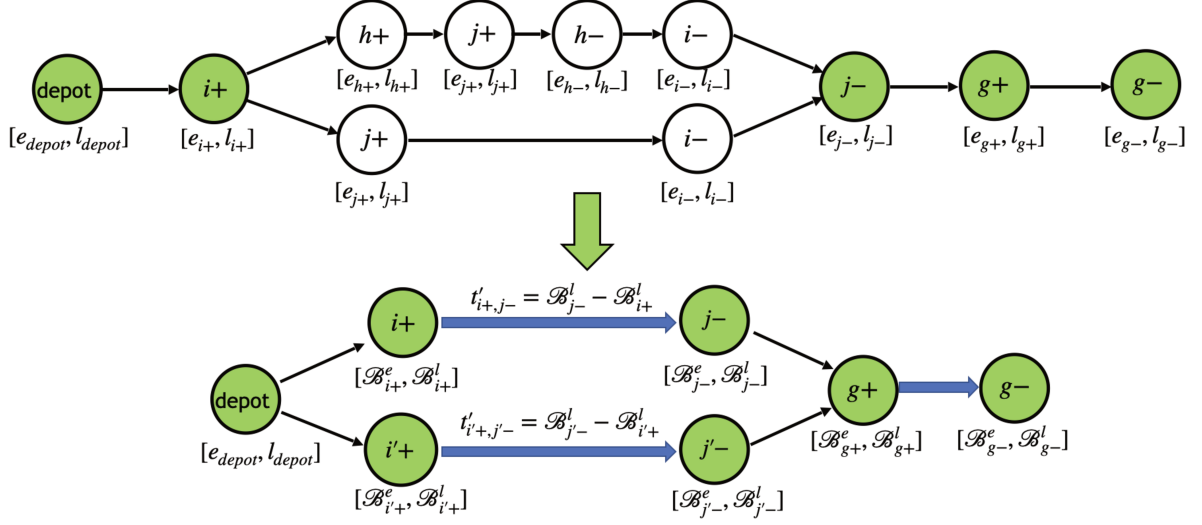 h+ j+ h− i−
depot i+ j− g+ g−
[e_{h+}, l_{h+}] [e_{j+}, l_{j+}] [e_{h−}, l_{h−}] [e_{i−}, l_{i−}]
[e_{depot}, l_{depot}] [e_{i+}, l_{i+}] [e_{j−}, l_{j−}] [e_{g+}, l_{g+}] [e_{g−}, l_{g−}]
j+ i−
[e_{j+}, l_{j+}] [e_{i−}, l_{i−}]
t'_{i+,j−} = ℬ^l_{j−} − ℬ^l_{i+}
i+ j−
[ℬ^e_{i+}, ℬ^l_{i+}] [ℬ^e_{j−}, ℬ^l_{j−}]
depot g+ g−
t'_{i'+,j'−} = ℬ^l_{j'−} − ℬ^l_{i'+}
[e_{depot}, l_{depot}] i'+ j'− [ℬ^e_{g+}, ℬ^l_{g+}] [ℬ^e_{g−}, ℬ^l_{g−}]
[ℬ^e_{i'+}, ℬ^l_{i'+}] [ℬ^e_{j'−}, ℬ^l_{j'−}]